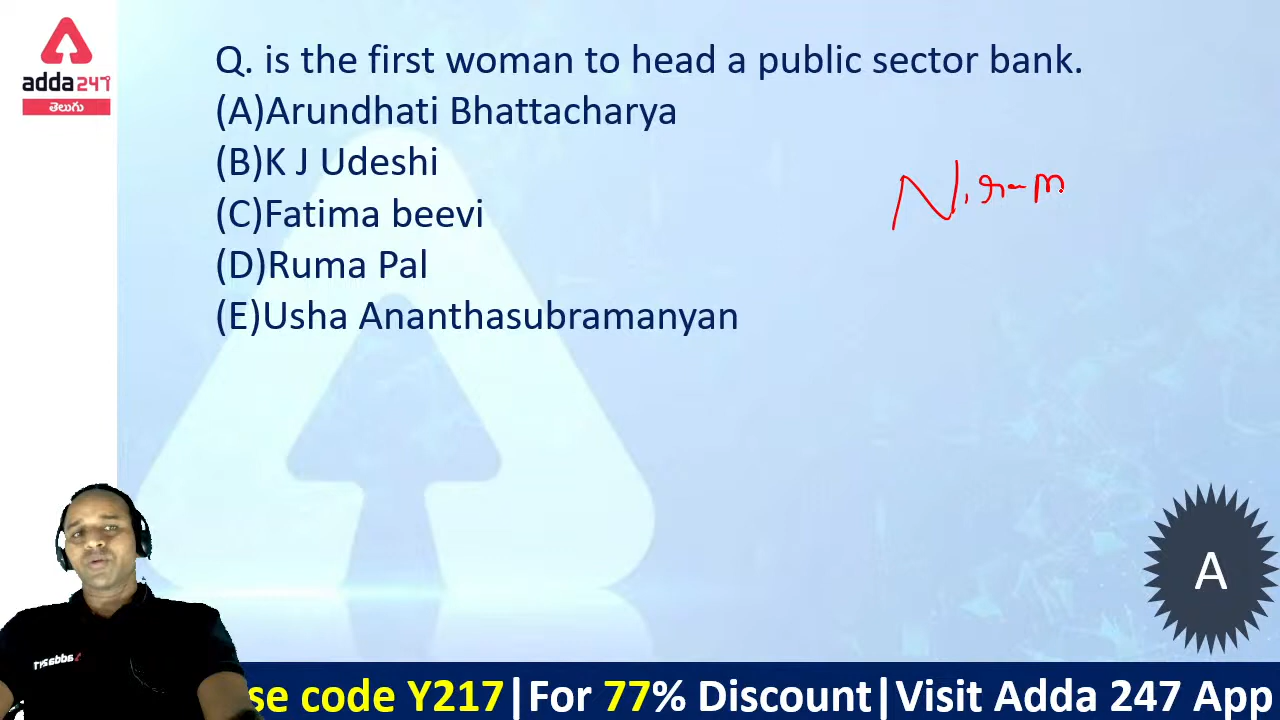 adda247
తెలుగు
Q. is the first woman to head a public sector bank.
(A)Arundhati Bhattacharya
(B)K J Udeshi
(C)Fatima beevi
(D)Ruma Pal
(E)Usha Ananthasubramanyan
A
se code Y217|For 77% Discount|Visit Adda 247 App